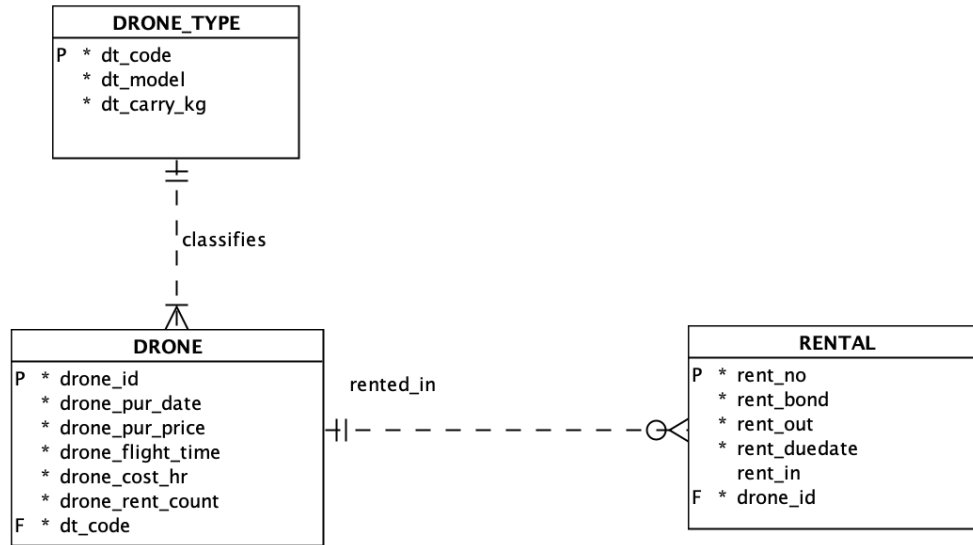 DRONE_TYPE
P * dt_code
* dt_model
* dt_carry_kg
classifies
DRONE
P * drone_id
* drone_pur_date
* drone_pur_price
* drone_flight_time
* drone_cost_hr
* drone_rent_count
F * dt_code
rented_in
RENTAL
P * rent_no
* rent_bond
* rent_out
* rent_duedate
rent_in
F * drone_id